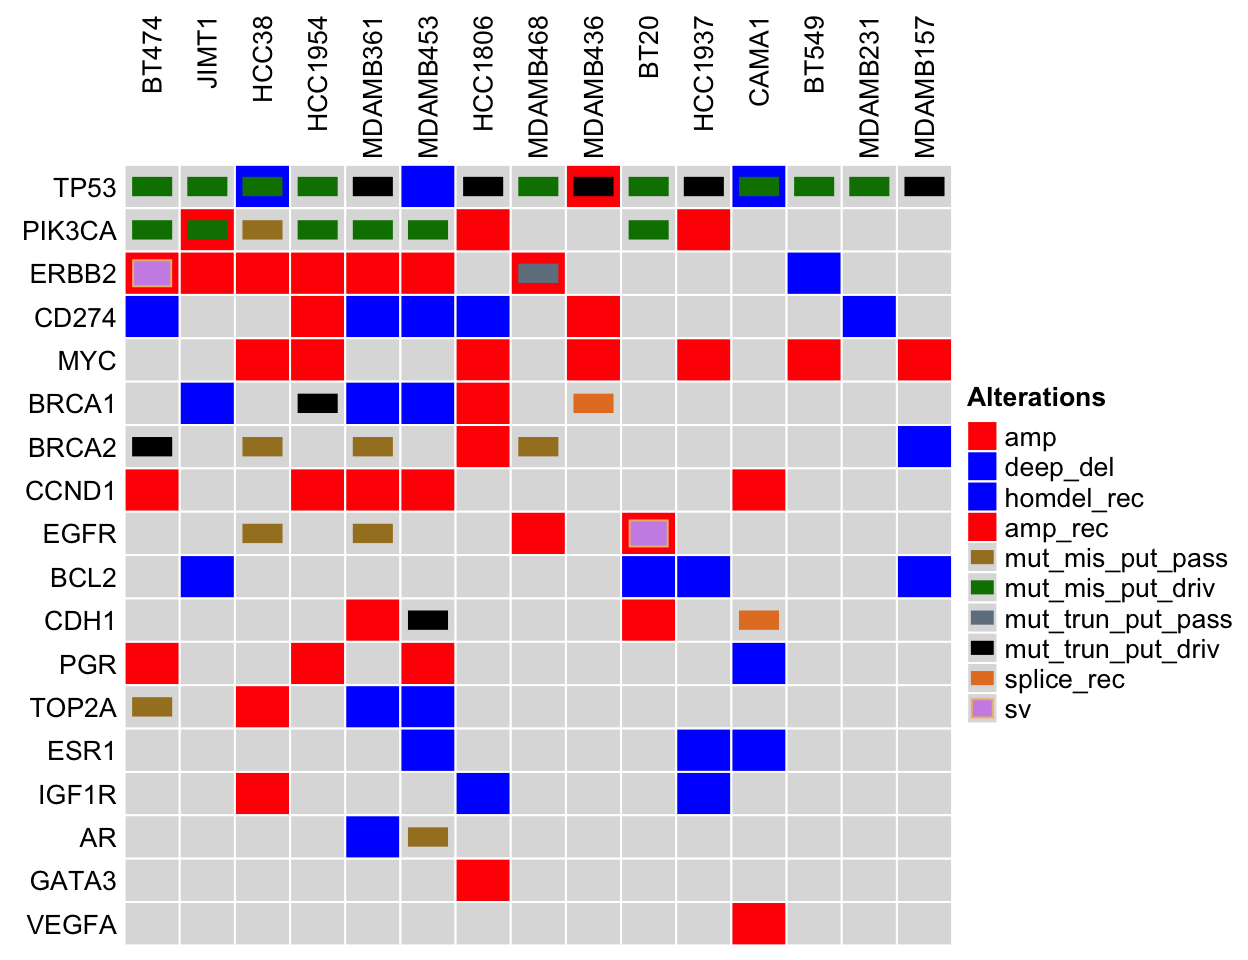 BT474
JIMT1
HCC38
HCC1954
MDAMB361
MDAMB453
HCC1806
MDAMB468
MDAMB436
BT20
HCC1937
CAMA1
BT549
MDAMB231
MDAMB157
TP53
PIK3CA
ERBB2
CD274
MYC
BRCA1
BRCA2
CCND1
EGFR
BCL2
CDH1
PGR
TOP2A
ESR1
IGF1R
AR
GATA3
VEGFA
Alterations
amp
deep_del
homdel_rec
amp_rec
mut_mis_put_pass
mut_mis_put_driv
mut_trun_put_pass
mut_trun_put_driv
splice_rec
sv